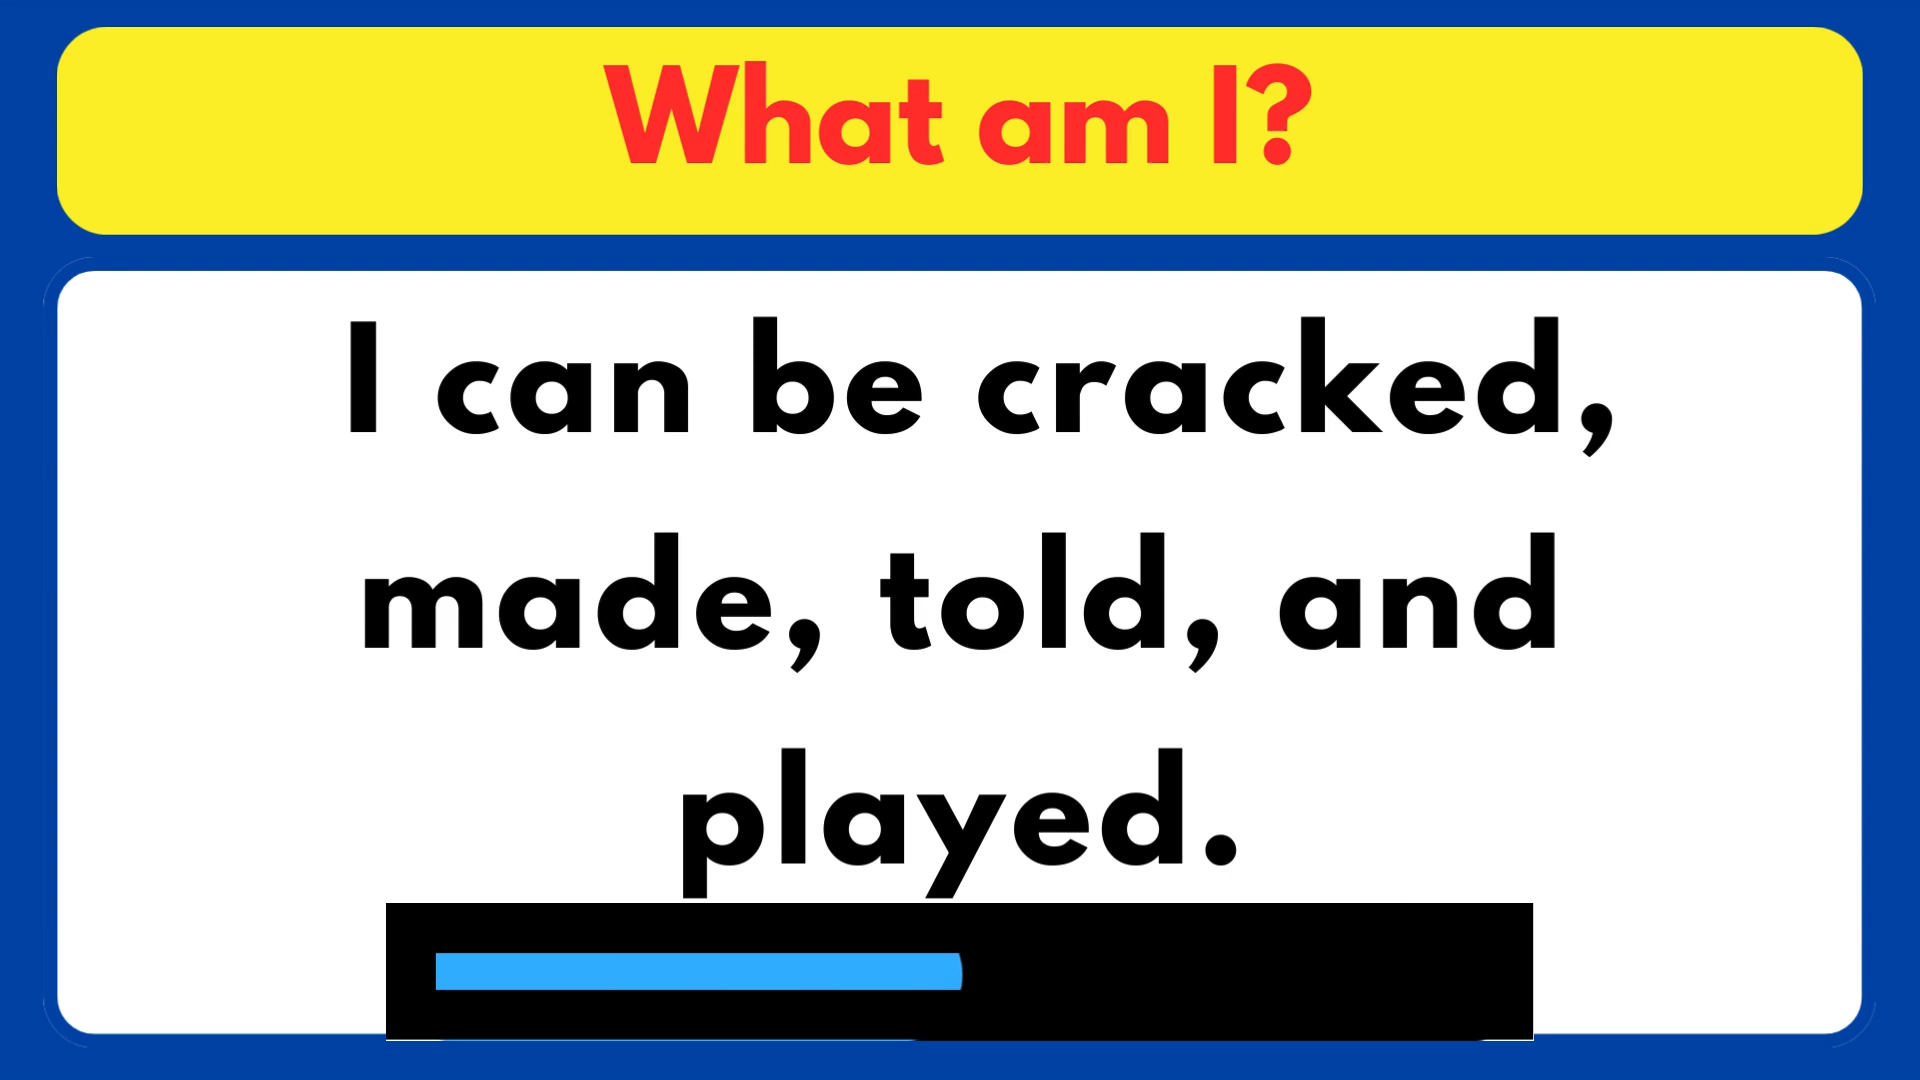 What am I?
I can be cracked,
made, told, and
played.